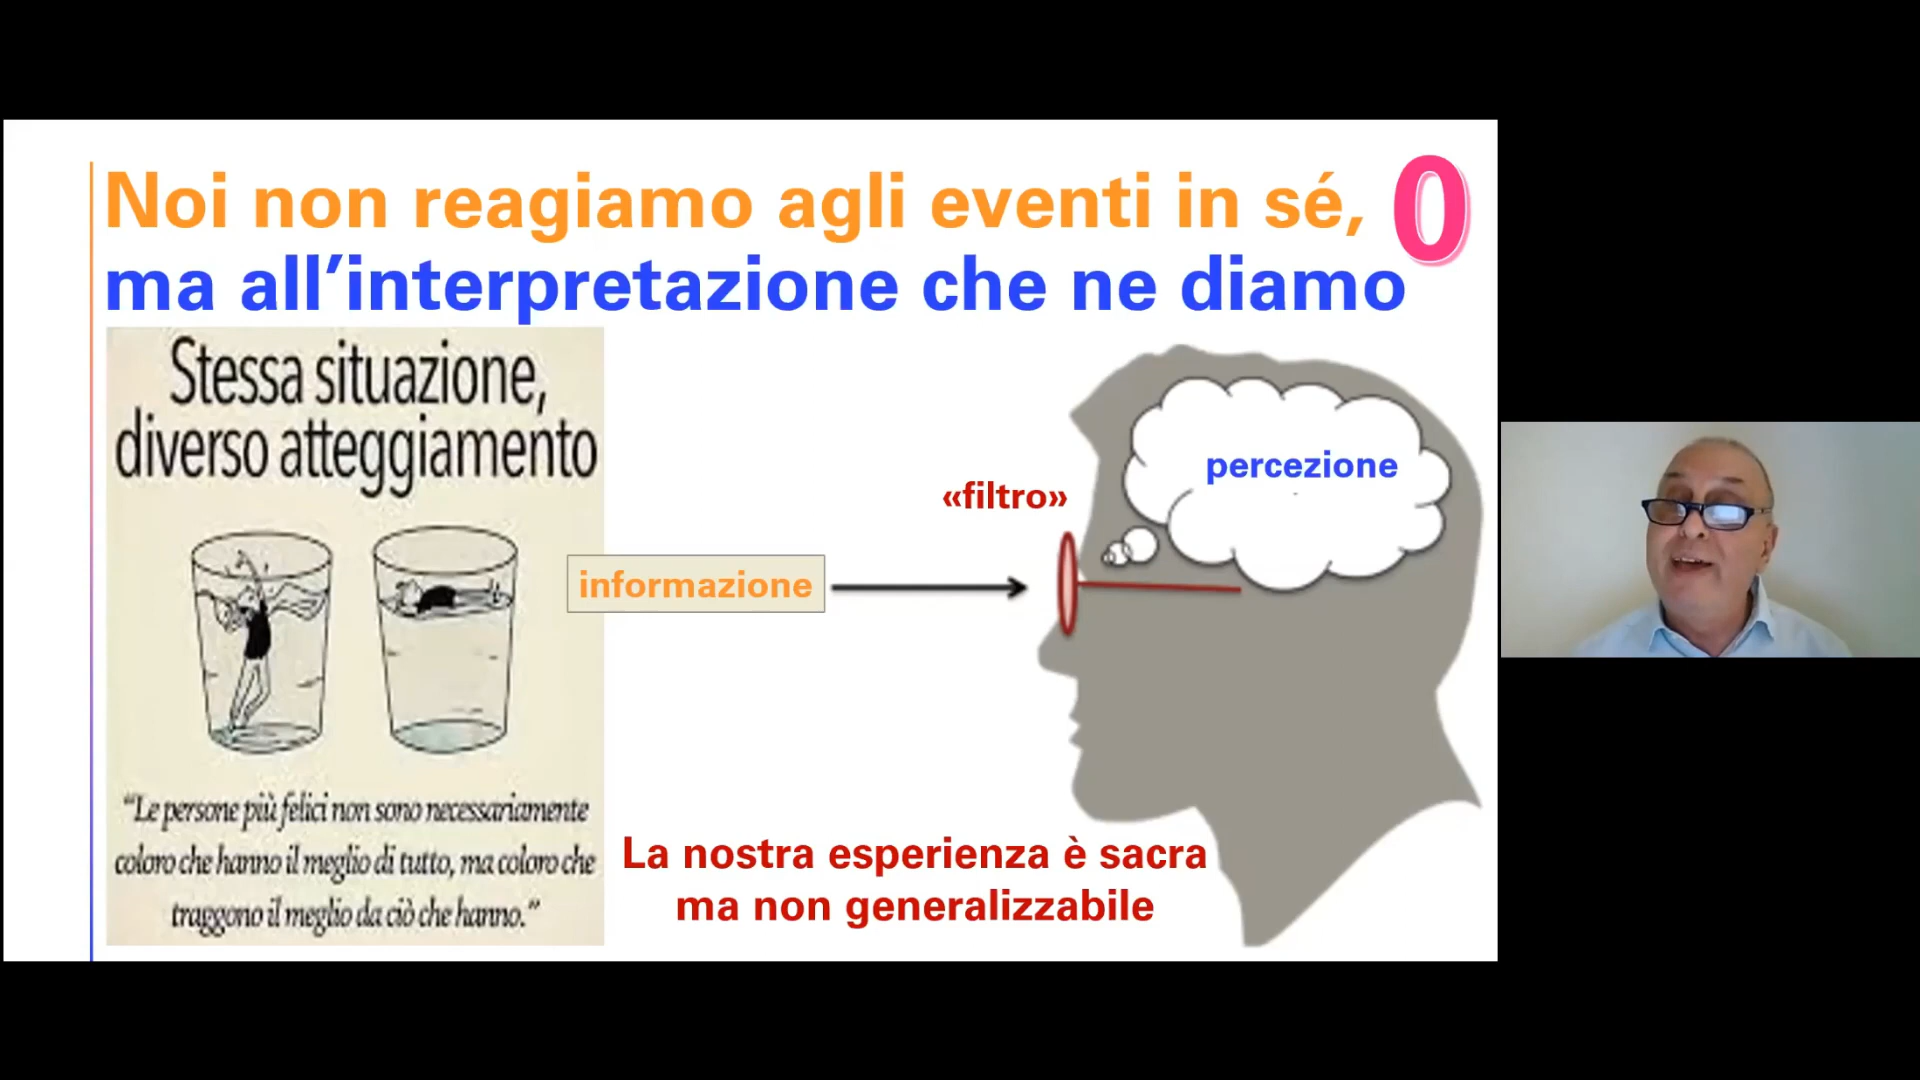 Noi non reagiamo agli eventi in sé,
0
ma all’interpretazione che ne diamo
Stessa situazione,
diverso atteggiamento
percezione
«filtro»
informazione
“Le persone più felici non sono necessariamente
coloro che hanno il meglio di tutto, ma coloro che
traggono il meglio da ciò che hanno.”
La nostra esperienza è sacra
ma non generalizzabile